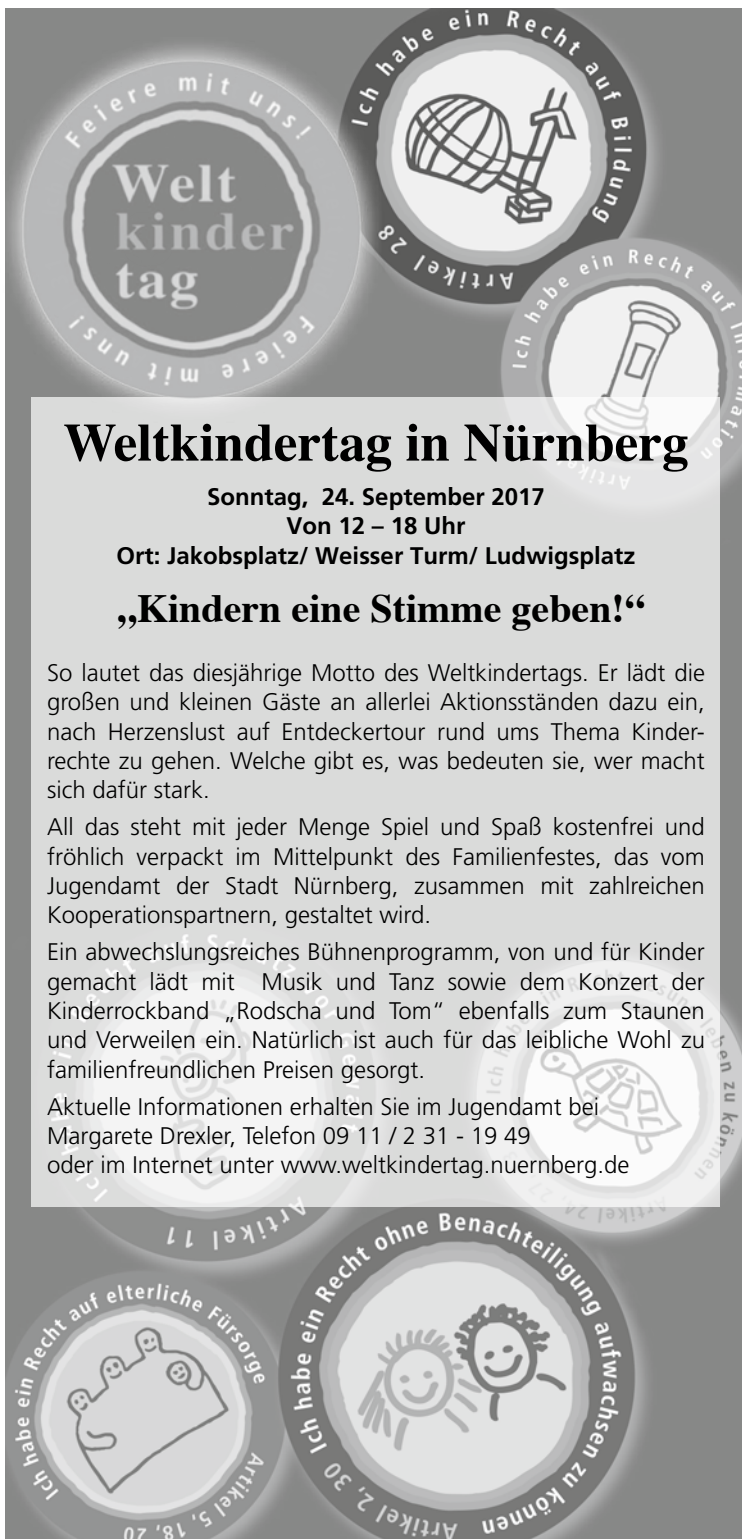 Feiere mit uns!
Welt
kinder
tag
Feiere mit uns!
Ich habe ein Recht auf Bildung
Artikel 28
Ich habe ein Recht auf Information
Artikel
Weltkindertag in Nürnberg
Sonntag, 24. September 2017
Von 12 – 18 Uhr
Ort: Jakobsplatz/ Weisser Turm/ Ludwigsplatz
„Kindern eine Stimme geben!“
So lautet das diesjährige Motto des Weltkindertags. Er lädt die
großen und kleinen Gäste an allerlei Aktionsständen dazu ein,
nach Herzenslust auf Entdeckertour rund ums Thema Kinder-
rechte zu gehen. Welche gibt es, was bedeuten sie, wer macht
sich dafür stark.
All das steht mit jeder Menge Spiel und Spaß kostenfrei und
fröhlich verpackt im Mittelpunkt des Familienfestes, das vom
Jugendamt der Stadt Nürnberg, zusammen mit zahlreichen
Kooperationspartnern, gestaltet wird.
Ein abwechslungsreiches Bühnenprogramm, von und für Kinder
gemacht lädt mit Musik und Tanz sowie dem Konzert der
Kinderrockband „Rodscha und Tom“ ebenfalls zum Staunen
und Verweilen ein. Natürlich ist auch für das leibliche Wohl zu
familienfreundlichen Preisen gesorgt.
Aktuelle Informationen erhalten Sie im Jugendamt bei
Margarete Drexler, Telefon 09 11 / 2 31 - 19 49
oder im Internet unter www.weltkindertag.nuernberg.de
Artikel 11
leben zu können
Artikel 24, 27
Ich habe ein Recht auf elterliche Fürsorge
Artikel 5, 18, 20
Ich habe ein Recht ohne Benachteiligung aufwachsen zu können
Artikel 2, 30